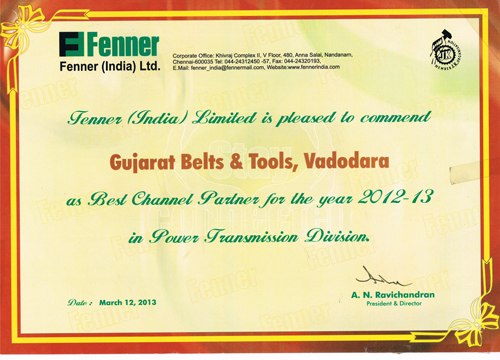 Fenner
Fenner (India) Ltd.
Corporate Office: Khivraj Complex II, V Floor, 480, Anna Salai, Nandanam,
Chennai-600035 Tel: 044-24312450 -57, Fax: 044-24320193,
E.Mail: fenner_india@fennermail.com, Website:www.fennerindia.com
Fenner (India) Limited is pleased to commend
Gujarat Belts & Tools, Vadodara
as Best Channel Partner for the year 2012-13
in Power Transmission Division.
A. N. Ravichandran
President & Director
Date : March 12, 2013